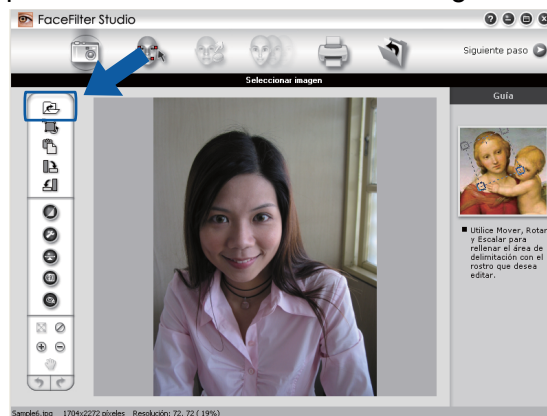 FaceFilter Studio
Siguiente paso
Seleccionar imagen
Guía
Utilice Mover, Rotar
y Escalar para
rellenar el área de
delimitación con el
rostro que desea
editar.
Sample6.jpg 1704x2272 píxeles Resolución: 72, 72 ( 19%)